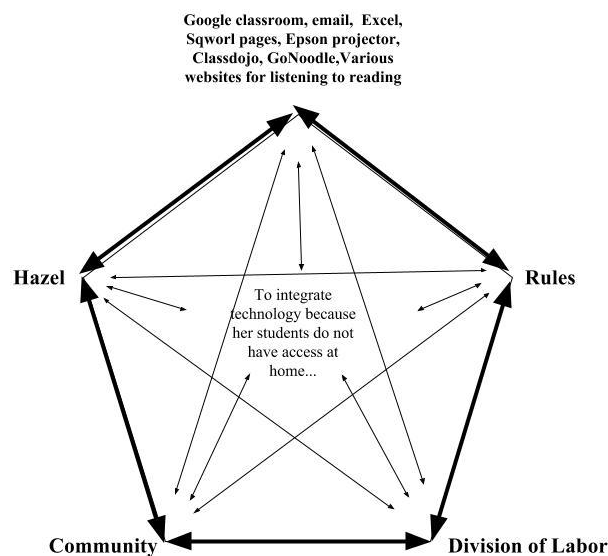 Google classroom, email, Excel,
Sqworl pages, Epson projector,
Classdojo, GoNoodle,Various
websites for listening to reading
Hazel
Rules
To integrate
technology because
her students do not
have access at
home...
Community
Division of Labor